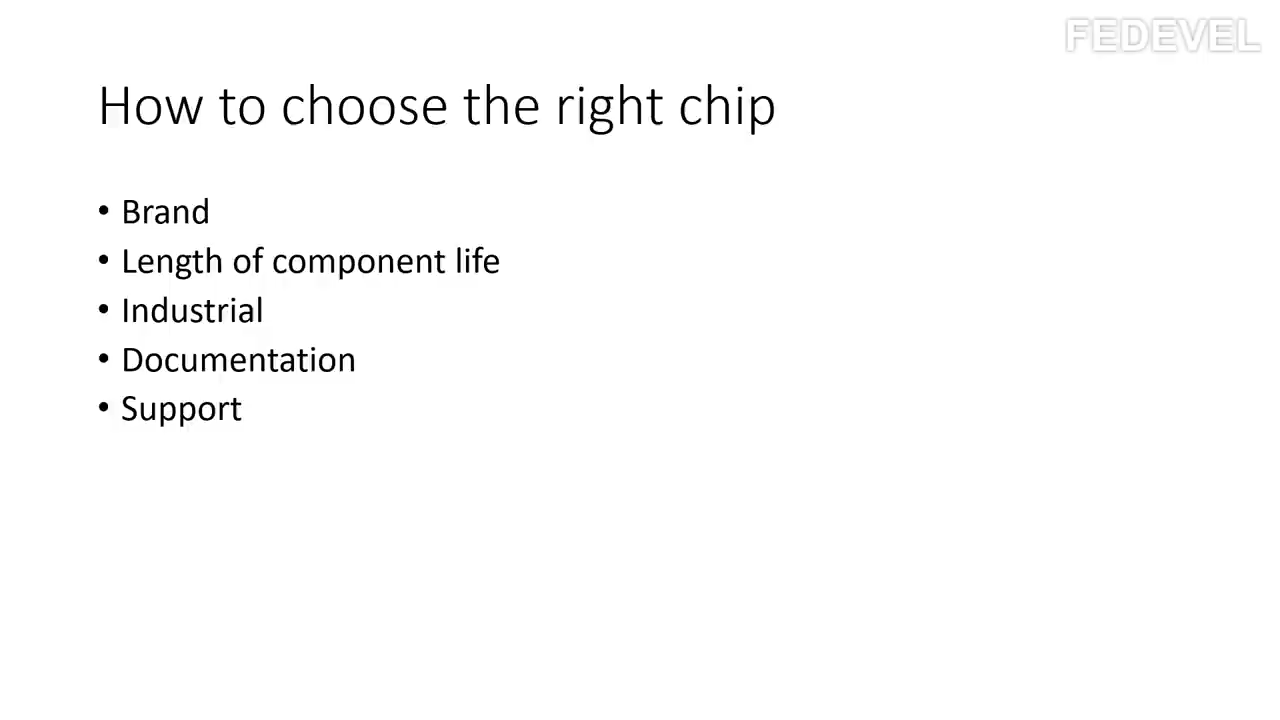 FEDEVEL
How to choose the right chip
• Brand
• Length of component life
• Industrial
• Documentation
• Support